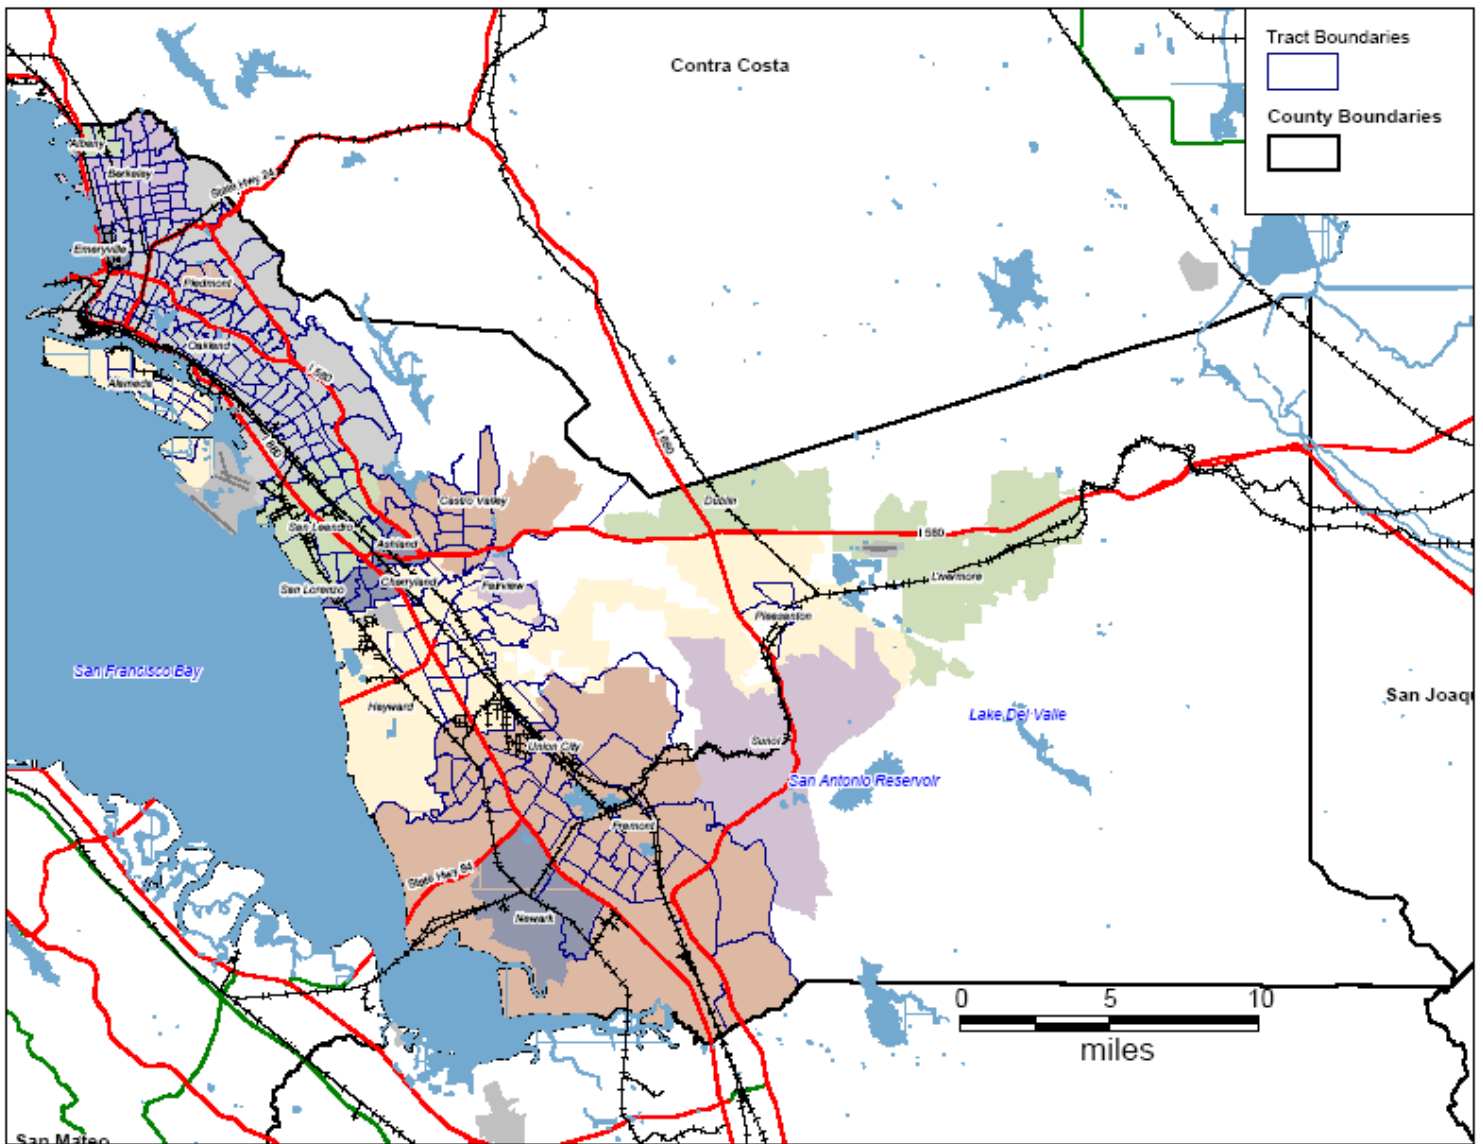 Tract Boundaries
Contra Costa
County Boundaries
Albany
Berkeley
State Hwy 24
Emeryville
Piedmont
Oakland
I 580
Alameda
I 880
I 680
Castro Valley
Dublin
San Leandro
I 580
Ashland
Livermore
Cherryland
Fairview
San Lorenzo
Pleasanton
San Francisco Bay
San Joaqu
Hayward
Lake Del Valle
Sunol
Union City
San Antonio Reservoir
Fremont
State Hwy 84
Newark
0 5 10
miles
San Mateo